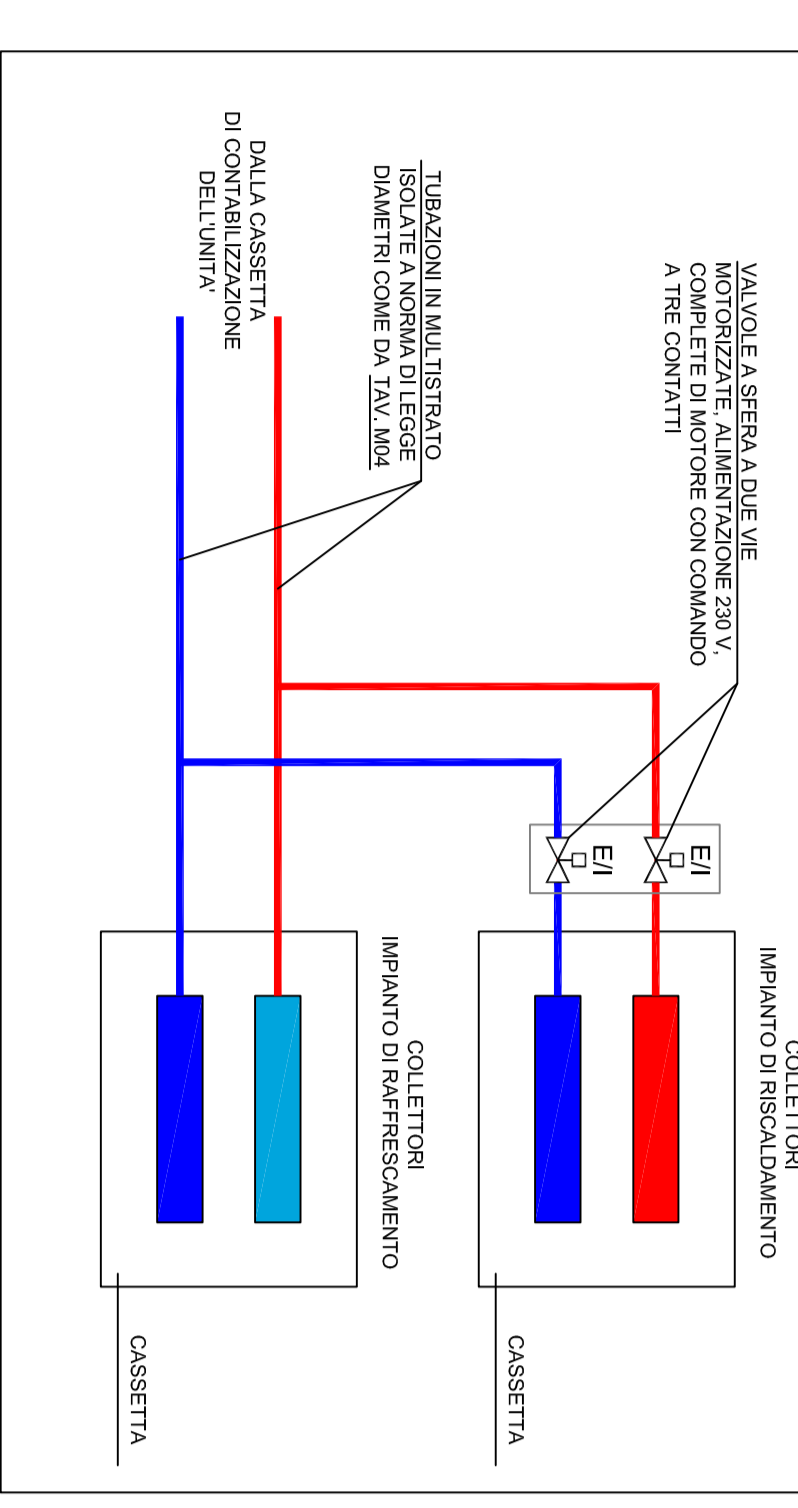 COLLETTORI
IMPIANTO DI RISCALDAMENTO
VALVOLE A SFERA A DUE VIE
MOTORIZZATE, ALIMENTAZIONE 230 V,
COMPLETE DI MOTORE CON COMANDO
A TRE CONTATTI
E/I
E/I
CASSETTA
TUBAZIONI IN MULTISTRATO
ISOLATE A NORMA DI LEGGE
DIAMETRI COME DA TAV. M04
COLLETTORI
IMPIANTO DI RAFFRESCAMENTO
DALLA CASSETTA
DI CONTABILIZZAZIONE
DELL'UNITA'
CASSETTA